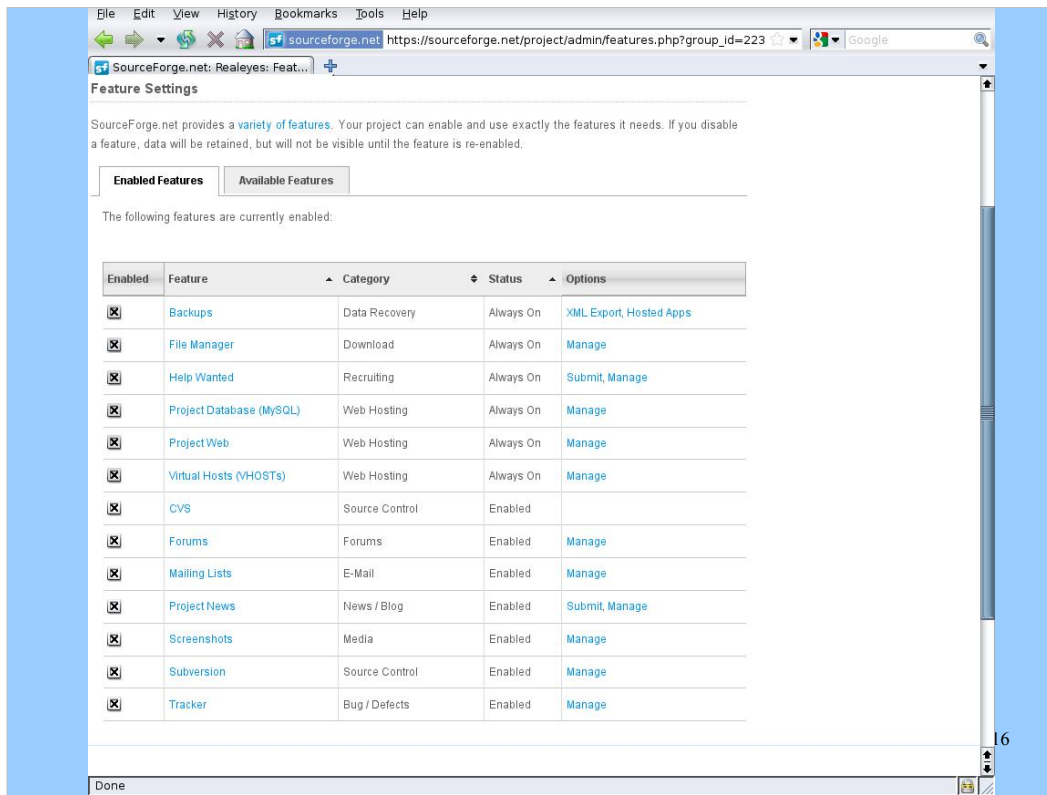 File Edit View History Bookmarks Tools Help
sf sourceforge.net https://sourceforge.net/project/admin/features.php?group_id=223 Google
sf SourceForge.net: Realeyes: Feat...
Feature Settings
SourceForge.net provides a variety of features. Your project can enable and use exactly the features it needs. If you disable
a feature, data will be retained, but will not be visible until the feature is re-enabled.
Enabled Features Available Features
The following features are currently enabled:
Enabled Feature Category Status Options
Backups Data Recovery Always On XML Export, Hosted Apps
File Manager Download Always On Manage
Help Wanted Recruiting Always On Submit, Manage
Project Database (MySQL) Web Hosting Always On Manage
Project Web Web Hosting Always On Manage
Virtual Hosts (VHOSTs) Web Hosting Always On Manage
CVS Source Control Enabled
Forums Forums Enabled Manage
Mailing Lists E-Mail Enabled Manage
Project News News / Blog Enabled Submit, Manage
Screenshots Media Enabled Manage
Subversion Source Control Enabled Manage
Tracker Bug / Defects Enabled Manage
16
Done